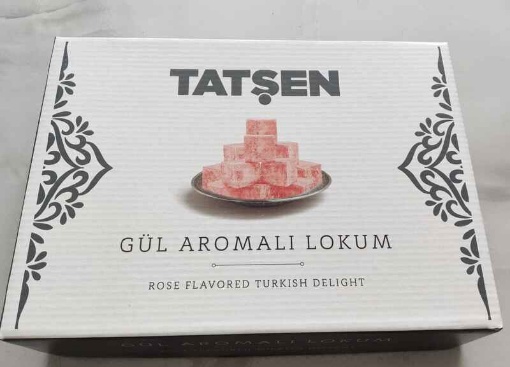 TATŞEN
GÜL AROMALI LOKUM
ROSE FLAVORED TURKISH DELIGHT
GÜL AROMALI LOKUM